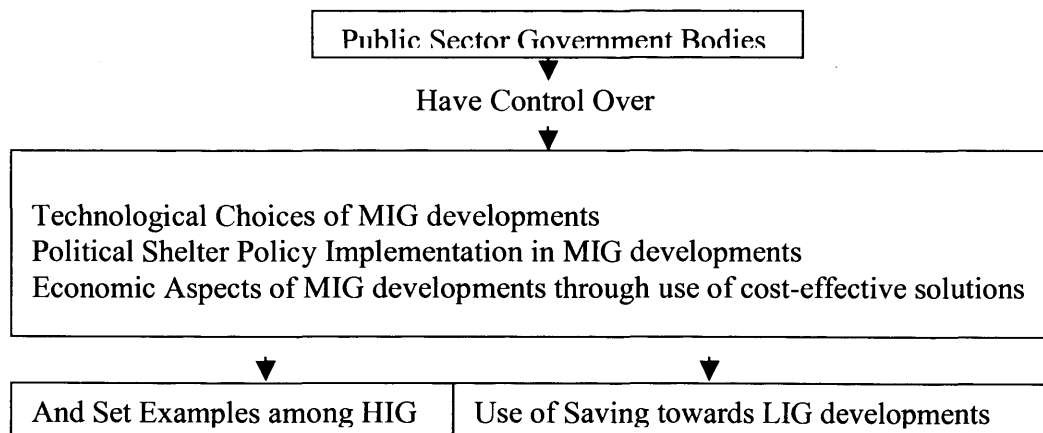 Public Sector Government Bodies
Have Control Over
Technological Choices of MIG developments
Political Shelter Policy Implementation in MIG developments
Economic Aspects of MIG developments through use of cost-effective solutions
And Set Examples among HIG
Use of Saving towards LIG developments